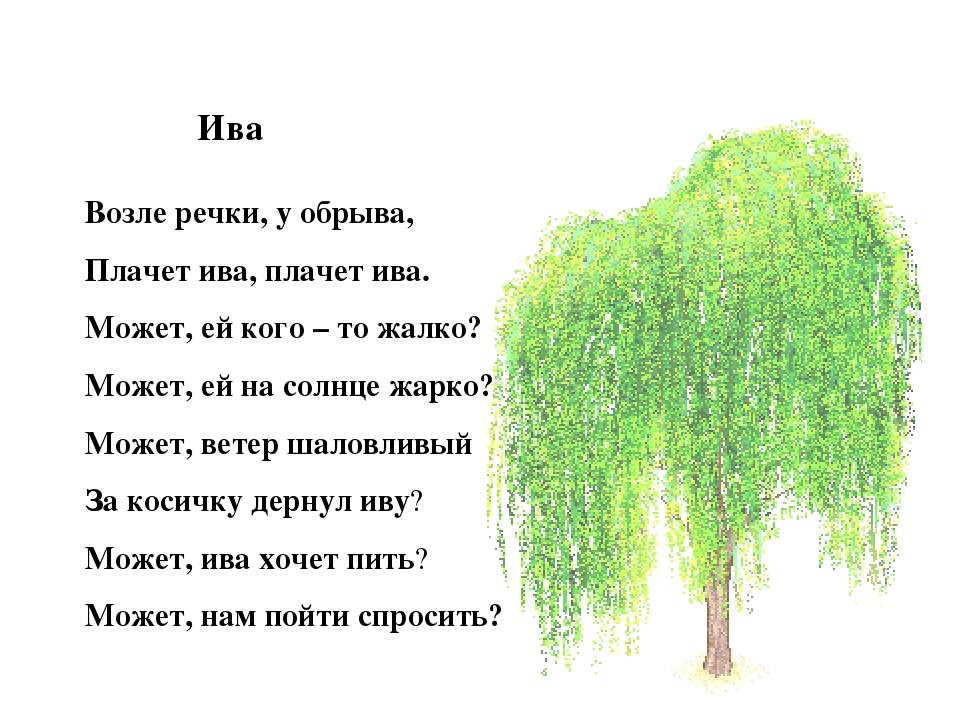 Ива
Возле речки, у обрыва,
Плачет ива, плачет ива.
Может, ей кого – то жалко?
Может, ей на солнце жарко?
Может, ветер шаловливый
За косичку дернул иву?
Может, ива хочет пить?
Может, нам пойти спросить?